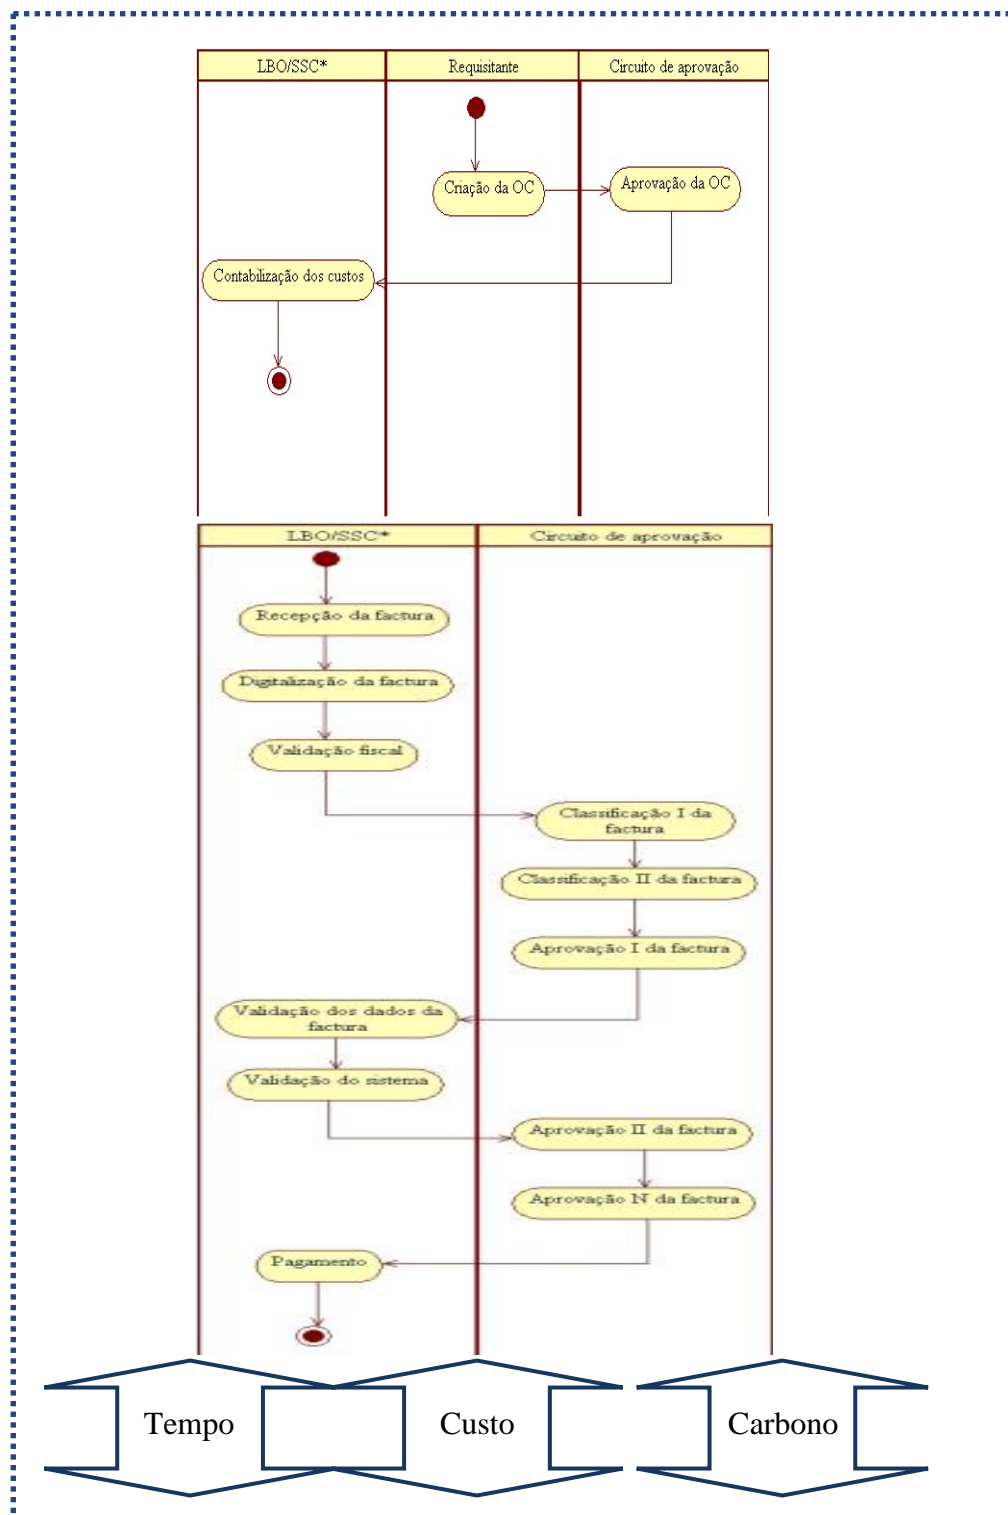 LBO/SSC*
Requisitante
Circuito de aprovação
Criação da OC
Aprovação da OC
Contabilização dos custos
LBO/SSC*
Circuito de aprovação
Recepção da factura
Digitalização da factura
Validação fiscal
Classificação I da
factura
Classificação II da factura
Aprovação I da factura
Validação dos dados da
factura
Validação do sistema
Aprovação II da factura
Aprovação N da factura
Pagamento
Tempo
Custo
Carbono